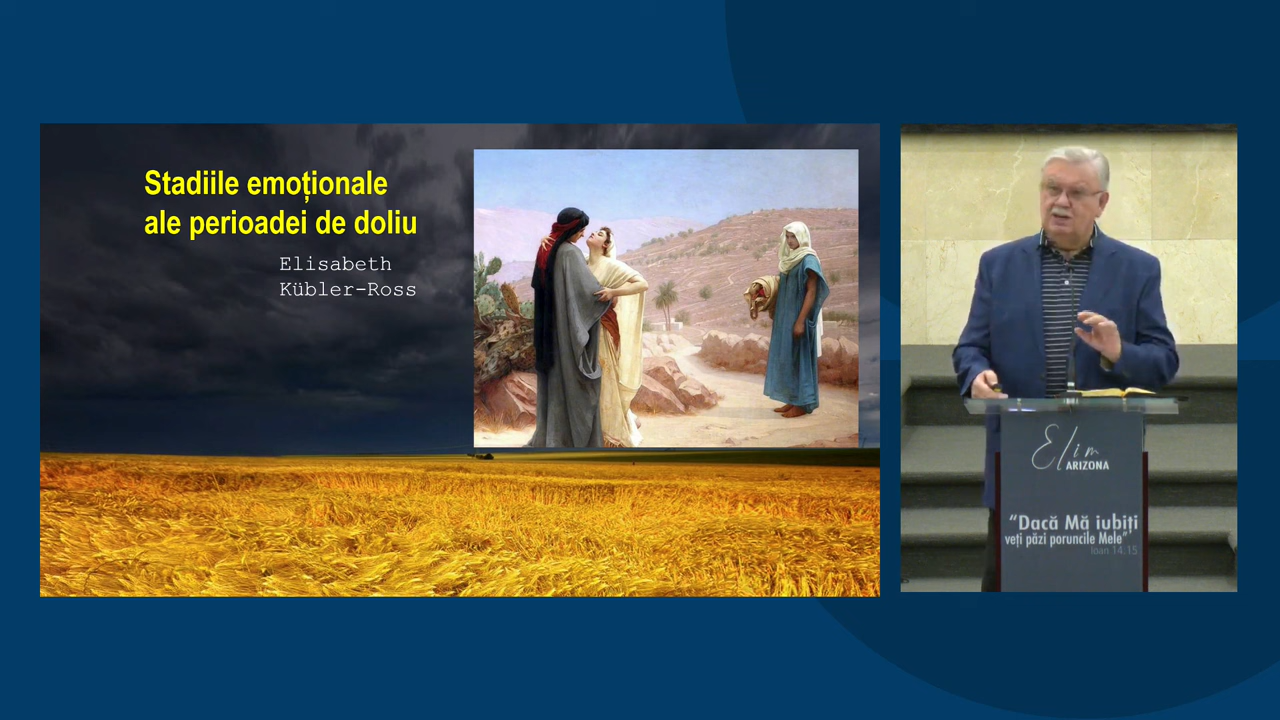 Stadiile emoționale
ale perioadei de doliu
Elisabeth
Kübler-Ross
Elim
ARIZONA
“Dacă Mă iubiți
veți păzi poruncile Mele”
Ioan 14.15